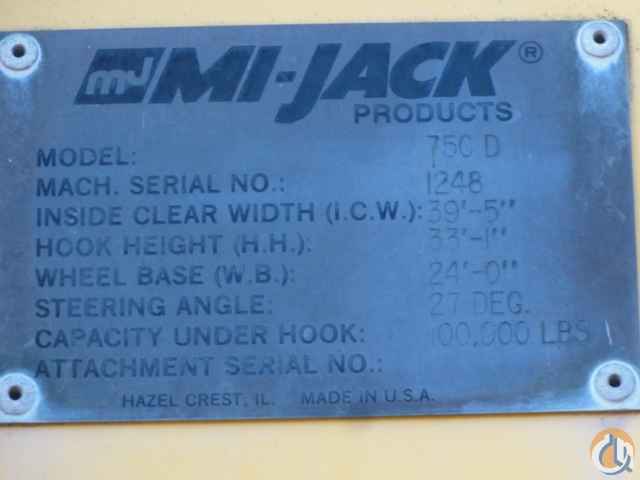 mJ MI-JACK®
PRODUCTS
MODEL: 750 D
MACH. SERIAL NO.: 1248
INSIDE CLEAR WIDTH (I.C.W.): 39'-5"
HOOK HEIGHT (H.H.): 33'-1"
WHEEL BASE (W.B.): 24'-0"
STEERING ANGLE: 27 DEG.
CAPACITY UNDER HOOK: 100,000 LBS
ATTACHMENT SERIAL NO.:
HAZEL CREST, IL. MADE IN U.S.A.